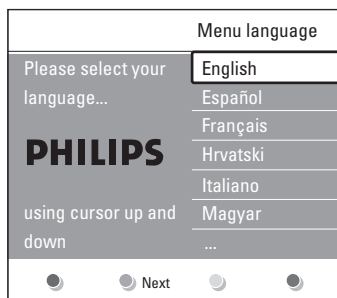 Menu language
Please select your
language...
PHILIPS
using cursor up and
down
English
Español
Français
Hrvatski
Italiano
Magyar
...
Next